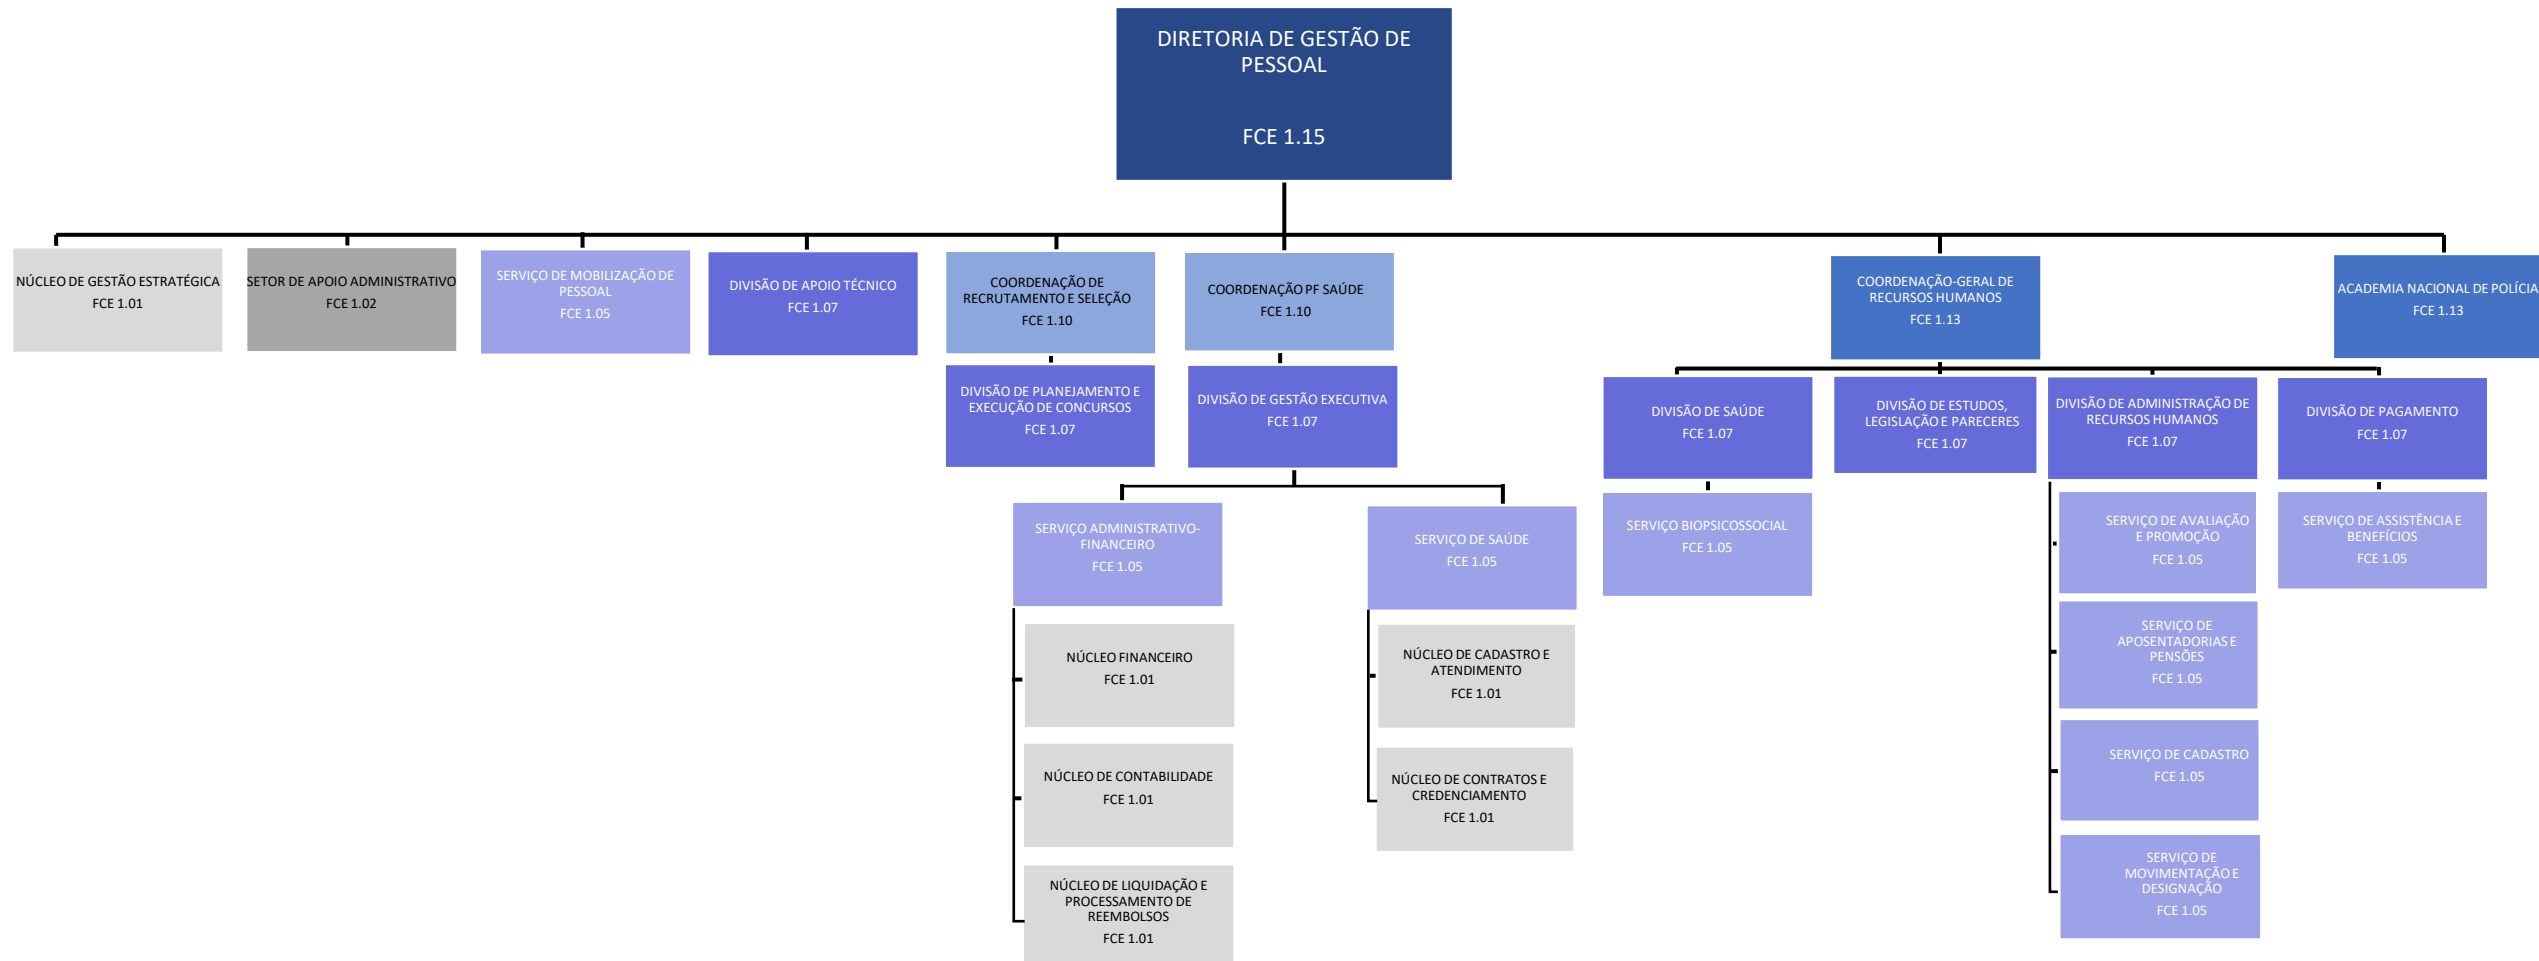 DIRETORIA DE GESTÃO DE
PESSOAL
FCE 1.15
NÚCLEO DE GESTÃO ESTRATÉGICA
FCE 1.01
SETOR DE APOIO ADMINISTRATIVO
FCE 1.02
SERVIÇO DE MOBILIZAÇÃO DE
PESSOAL
FCE 1.05
DIVISÃO DE APOIO TÉCNICO
FCE 1.07
COORDENAÇÃO DE
RECRUTAMENTO E SELEÇÃO
FCE 1.10
COORDENAÇÃO PF SAÚDE
FCE 1.10
COORDENAÇÃO-GERAL DE
RECURSOS HUMANOS
FCE 1.13
ACADEMIA NACIONAL DE POLÍCIA
FCE 1.13
DIVISÃO DE PLANEJAMENTO E
EXECUÇÃO DE CONCURSOS
FCE 1.07
DIVISÃO DE GESTÃO EXECUTIVA
FCE 1.07
DIVISÃO DE SAÚDE
FCE 1.07
DIVISÃO DE ESTUDOS,
LEGISLAÇÃO E PARECERES
FCE 1.07
DIVISÃO DE ADMINISTRAÇÃO DE
RECURSOS HUMANOS
FCE 1.07
DIVISÃO DE PAGAMENTO
FCE 1.07
SERVIÇO ADMINISTRATIVO-
FINANCEIRO
FCE 1.05
SERVIÇO DE SAÚDE
FCE 1.05
SERVIÇO BIOPSICOSSOCIAL
FCE 1.05
SERVIÇO DE AVALIAÇÃO
E PROMOÇÃO
FCE 1.05
SERVIÇO DE ASSISTÊNCIA E
BENEFÍCIOS
FCE 1.05
NÚCLEO FINANCEIRO
FCE 1.01
NÚCLEO DE CADASTRO E
ATENDIMENTO
FCE 1.01
SERVIÇO DE
APOSENTADORIAS E
PENSÕES
FCE 1.05
NÚCLEO DE CONTABILIDADE
FCE 1.01
NÚCLEO DE CONTRATOS E
CREDENCIAMENTO
FCE 1.01
SERVIÇO DE CADASTRO
FCE 1.05
NÚCLEO DE LIQUIDAÇÃO E
PROCESSAMENTO DE
REEMBOLSOS
FCE 1.01
SERVIÇO DE
MOVIMENTAÇÃO E
DESIGNAÇÃO
FCE 1.05